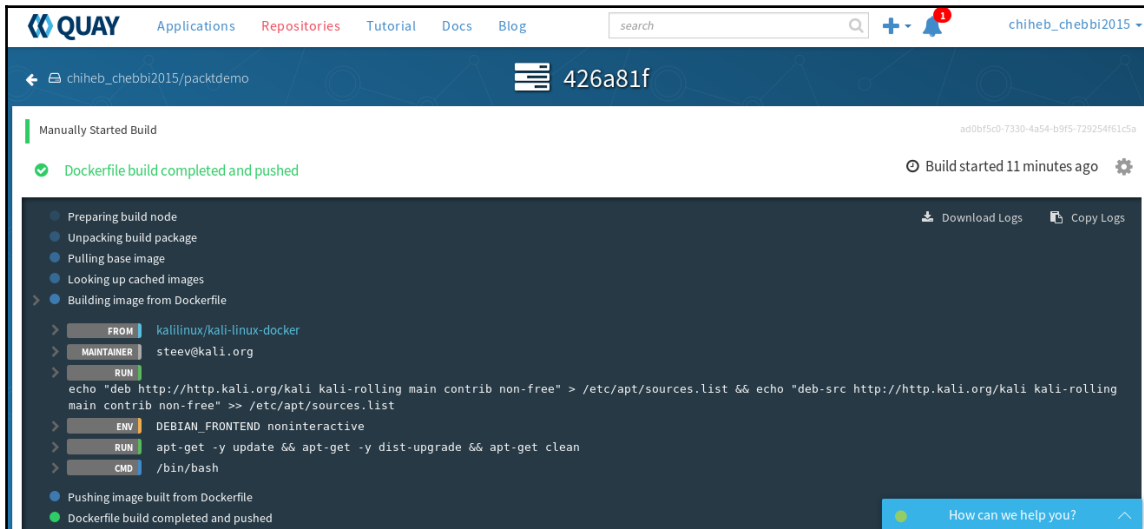 QUAY Applications Repositories Tutorial Docs Blog search 1 chiheb_chebbi2015
chiheb_chebbi2015/packtdemo 426a81f
Manually Started Build ad0bf5c0-7330-4a54-b9f5-729254f61c5a
Dockerfile build completed and pushed Build started 11 minutes ago
Preparing build node Download Logs Copy Logs
Unpacking build package
Pulling base image
Looking up cached images
Building image from Dockerfile
FROM kalilinux/kali-linux-docker
MAINTAINER steev@kali.org
RUN
echo "deb http://http.kali.org/kali kali-rolling main contrib non-free" > /etc/apt/sources.list && echo "deb-src http://http.kali.org/kali kali-rolling
main contrib non-free" >> /etc/apt/sources.list
ENV DEBIAN_FRONTEND noninteractive
RUN apt-get -y update && apt-get -y dist-upgrade && apt-get clean
CMD /bin/bash
Pushing image built from Dockerfile
Dockerfile build completed and pushed
How can we help you?